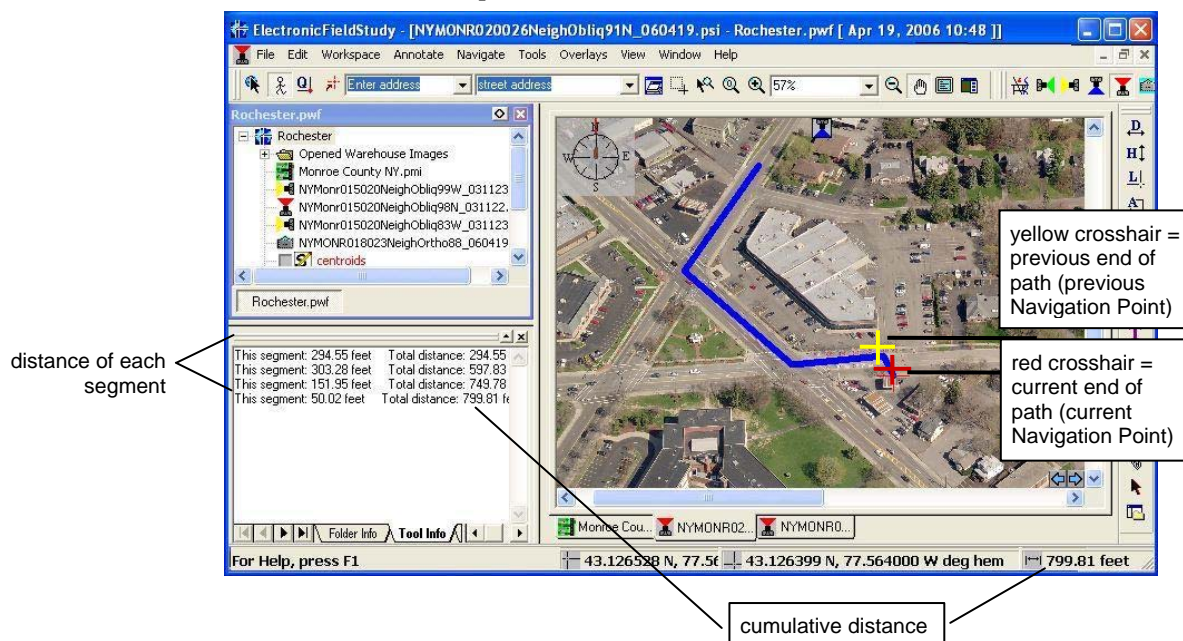 ElectronicFieldStudy - [NYMONR020026NeighObliq91N_060419.psi - Rochester.pwf [ Apr 19, 2006 10:48 ]]
File Edit Workspace Annotate Navigate Tools Overlays View Window Help
Enter address street address 57%
Rochester.pwf
Rochester
Opened Warehouse Images
Monroe County NY.pmi
NYMonr015020NeighObliq99W_031123
NYMonr015020NeighObliq98N_031122.
NYMonr015020NeighObliq83W_031123
NYMONR018023NeighOrtho88_060419
centroids
Rochester.pwf
N
W E
S
D
H
L
A
yellow crosshair =
previous end of
path (previous
Navigation Point)
red crosshair =
current end of
path (current
Navigation Point)
distance of each
segment
This segment: 294.55 feet Total distance: 294.55
This segment: 303.28 feet Total distance: 597.83
This segment: 151.95 feet Total distance: 749.78
This segment: 50.02 feet Total distance: 799.81 fe
Folder Info Tool Info
Monroe Cou... NYMONR02... NYMONR0...
For Help, press F1 43.126528 N, 77.56 43.126399 N, 77.564000 W deg hem 799.81 feet
cumulative distance